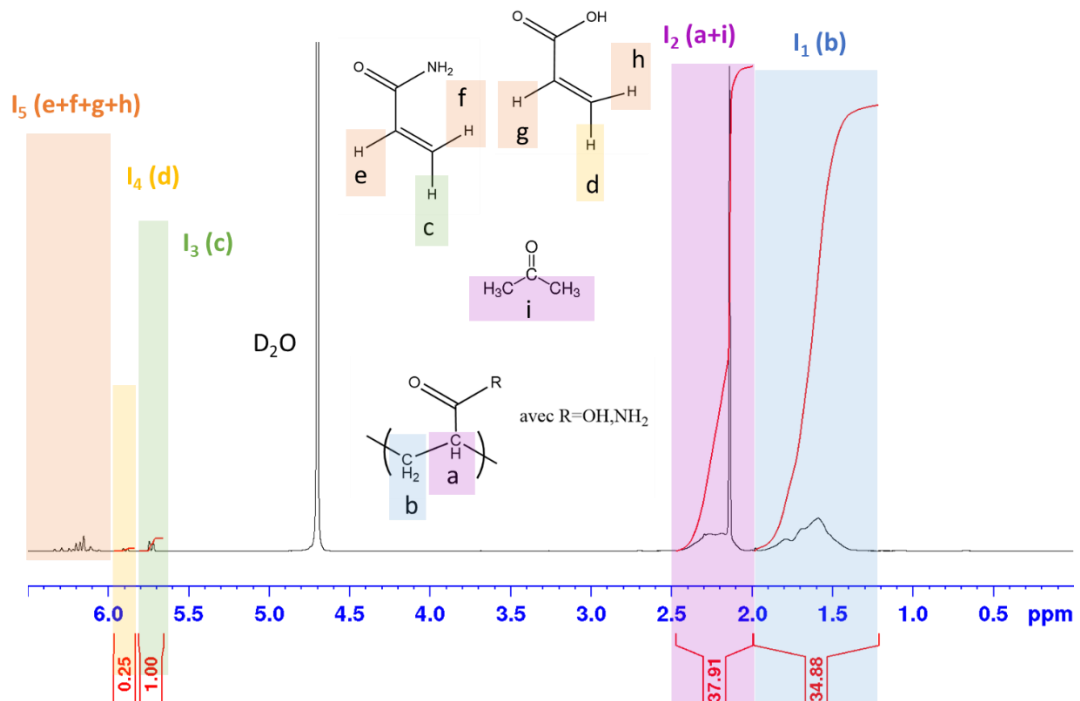 I5 (e+f+g+h)
I4 (d)
I3 (c)
I2 (a+i)
I1 (b)
O
NH2
f
H
H
e
H
c
O
OH
h
H
H
g
H
d
O
C
H3C
CH3
i
D2O
O
R
avec R=OH,NH2
C
H2
C
H
b
a
6.0 5.5 5.0 4.5 4.0 3.5 3.0 2.5 2.0 1.5 1.0 0.5 ppm
0.25
1.00
37.91
34.88